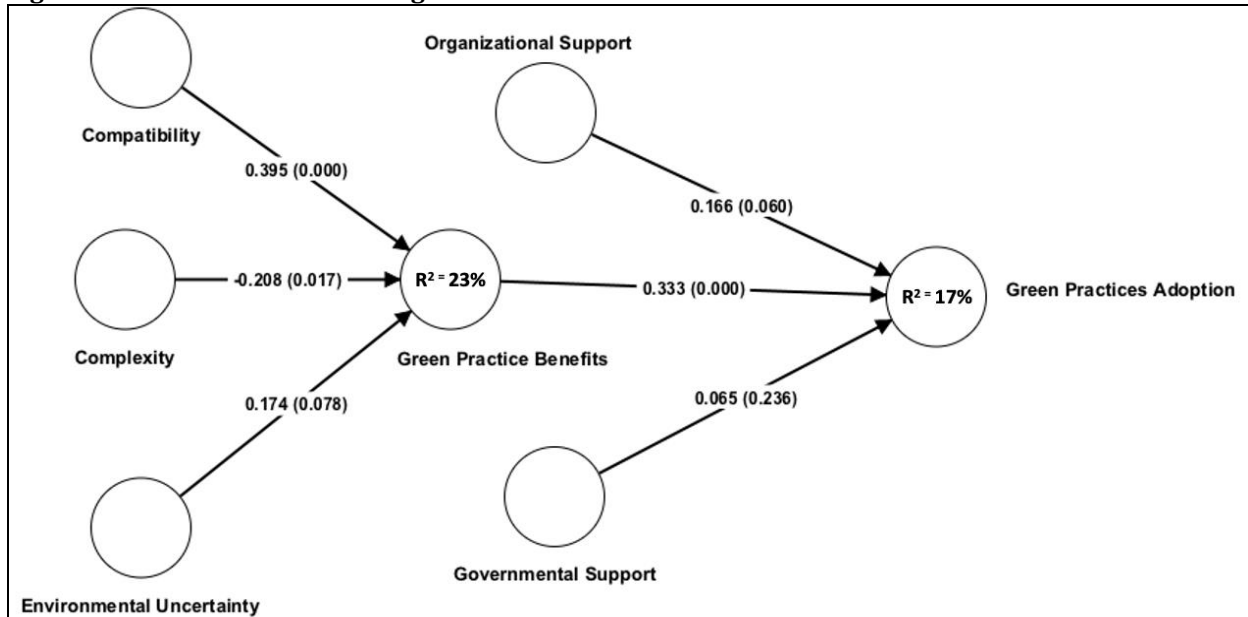 Organizational Support
Compatibility
0.395 (0.000)
0.166 (0.060)
-0.208 (0.017)
R² = 23%
0.333 (0.000)
R² = 17%
Green Practices Adoption
Complexity
Green Practice Benefits
0.174 (0.078)
0.065 (0.236)
Governmental Support
Environmental Uncertainty